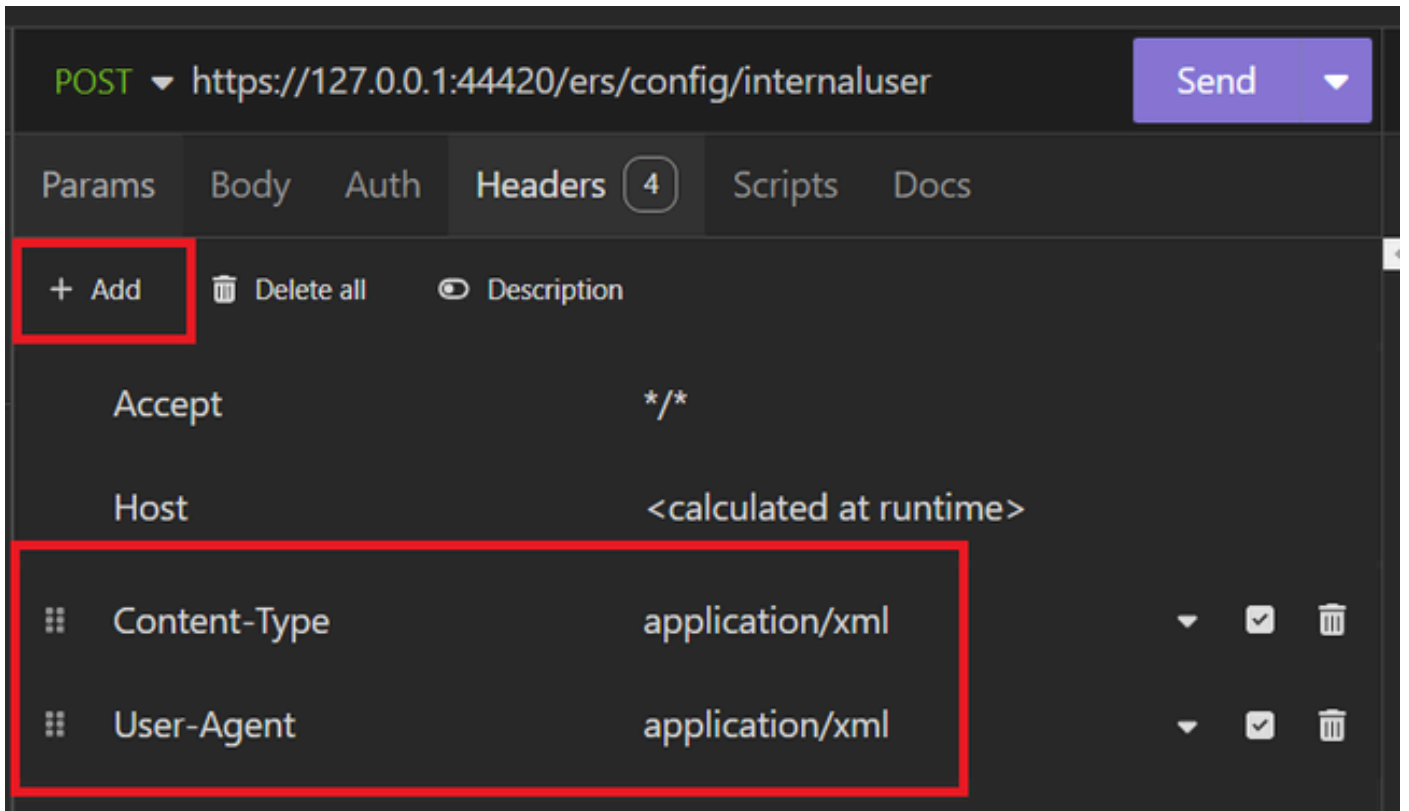 POST https://127.0.0.1:44420/ers/config/internaluser Send
Params Body Auth Headers 4 Scripts Docs
+ Add Delete all Description
Accept */*
Host <calculated at runtime>
Content-Type application/xml
User-Agent application/xml